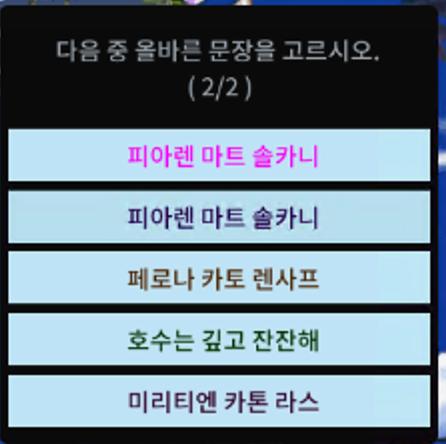 다음 중 올바른 문장을 고르시오.
( 2/2 )
피아렌 마트 솔카니
피아렌 마트 솔카니
페로나 카토 렌사프
호수는 깊고 잔잔해
미리티엔 카톤 라스